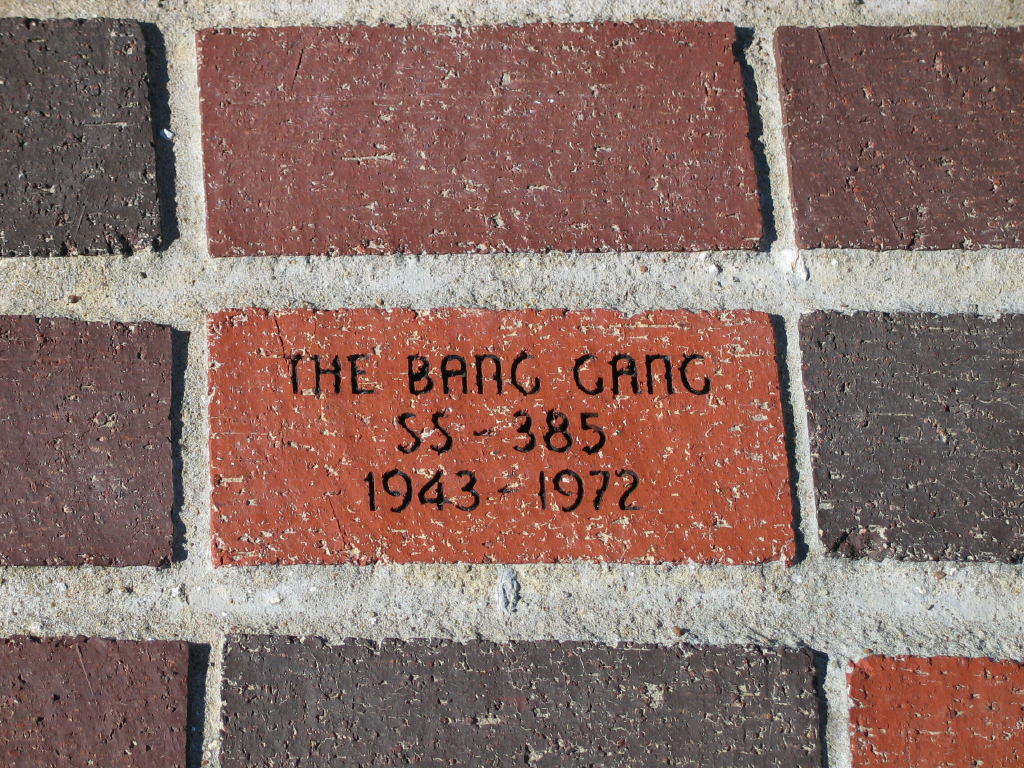 THE BANG GANG
SS - 385
1943 - 1972